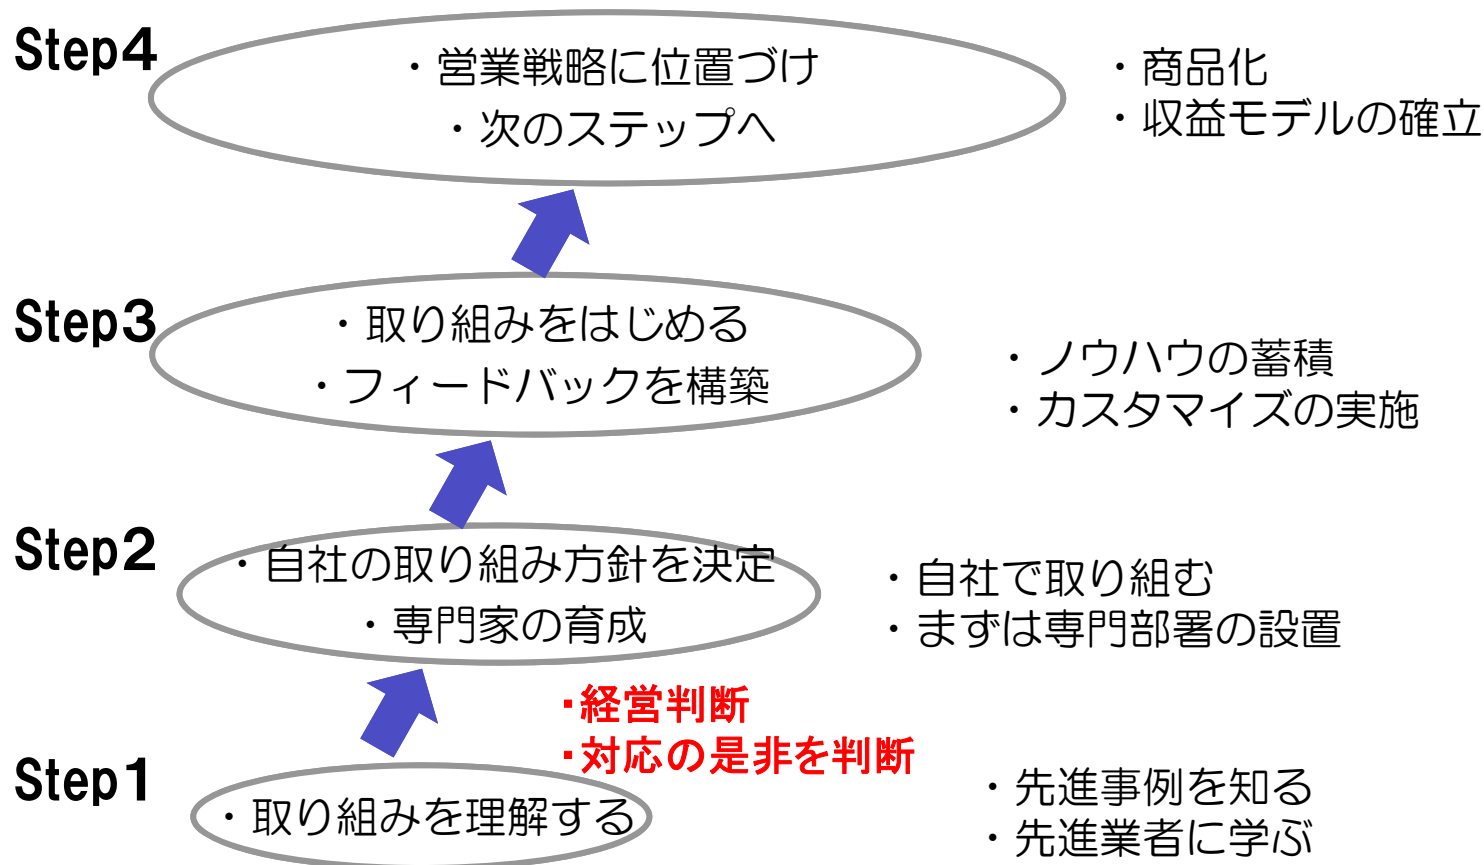 Step4
・営業戦略に位置づけ
・次のステップへ
・商品化
・収益モデルの確立
Step3
・取り組みをはじめる
・フィードバックを構築
・ノウハウの蓄積
・カスタマイズの実施
Step2
・自社の取り組み方針を決定
・専門家の育成
・自社で取り組む
・まずは専門部署の設置
・経営判断
・対応の是非を判断
Step1
・取り組みを理解する
・先進事例を知る
・先進業者に学ぶ